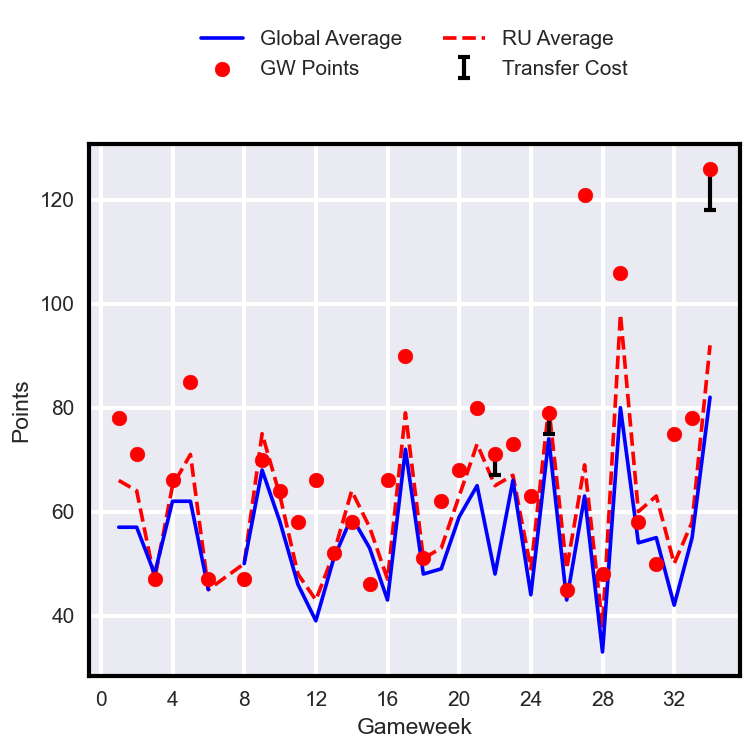 Global Average
RU Average
GW Points
Transfer Cost
120
100
80
60
40
Points
0 4 8 12 16 20 24 28 32
Gameweek